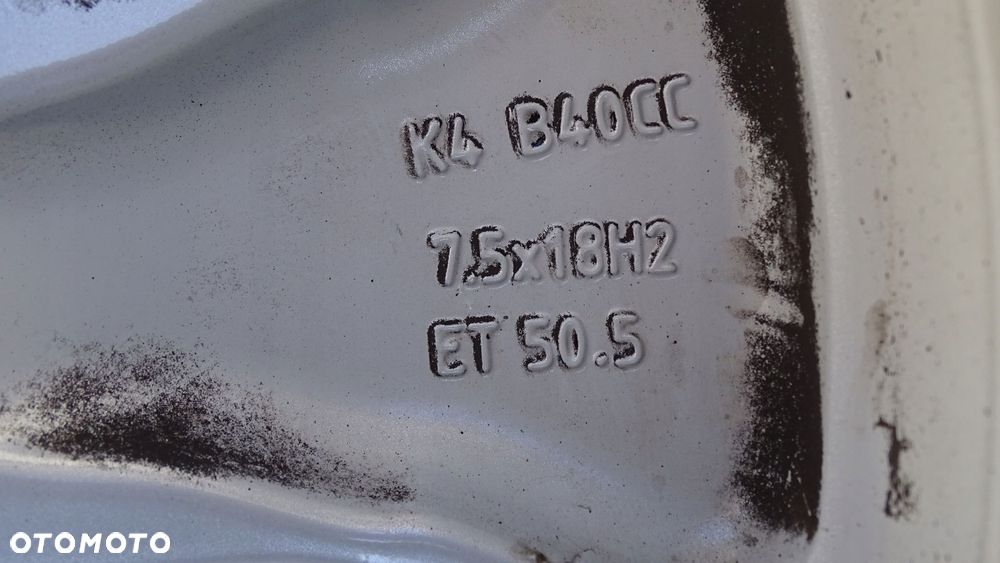 K4 B40CC
7.5x18H2
ET 50.5
OTOMOTO